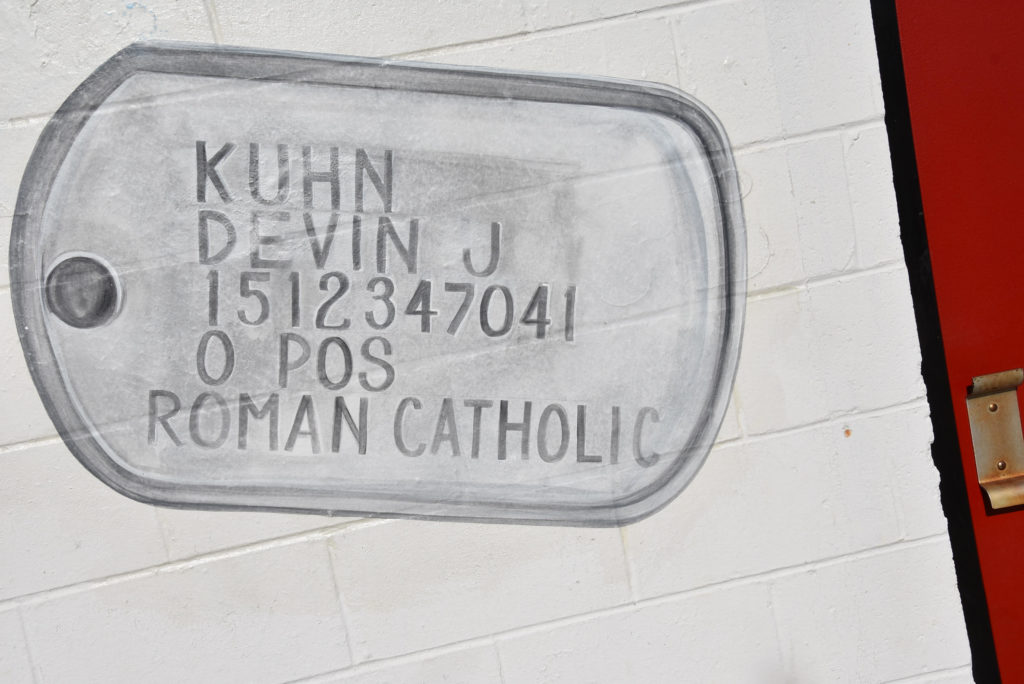 KUHN
DEVIN J
1512347041
O POS
ROMAN CATHOLIC